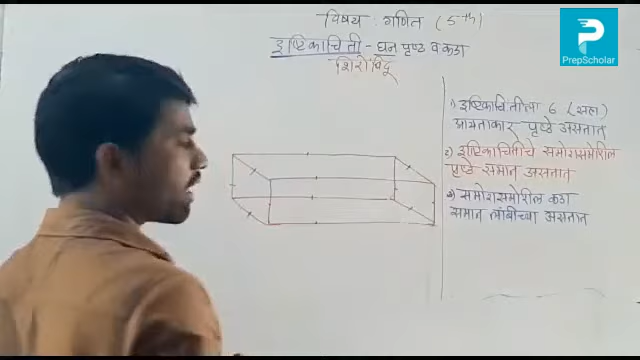 विषय : गणित ( 5th )
PrepScholar
इष्टिकाचिती - घन पृष्ठ व कडा
शिरोबिंदू
1) इष्टिकाचितीला 6 (सहा)
आयताकार पृष्ठे असतात
2) इष्टिकाचितीचे समोरासमोरील
पृष्ठे समान असतात
3) समोरासमोरील कडा
समान लांबीच्या असतात